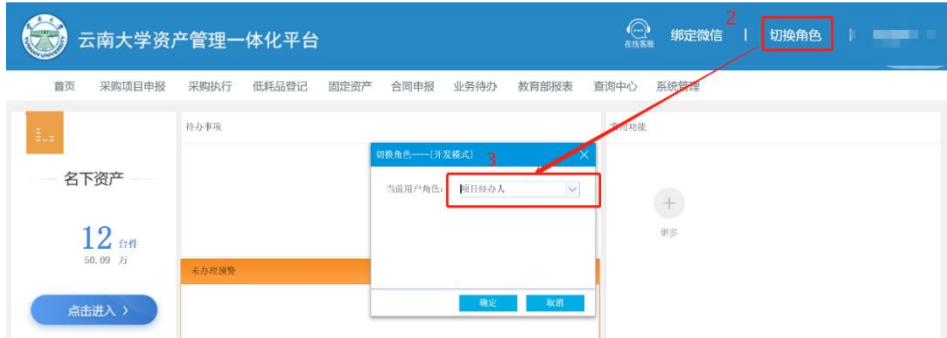 云南大学资产管理一体化平台
在线客服 绑定微信 2 | 切换角色 |
首页 采购项目申报 采购执行 低耗品登记 固定资产 合同申报 业务待办 教育部报表 查询中心 系统管理
待办事项
常用功能
切换角色——[开发模式] 3
名下资产
当前用户角色: 项目经办人
更多
12 台件
50.09 万
未办理预警
点击进入 >
确定 取消